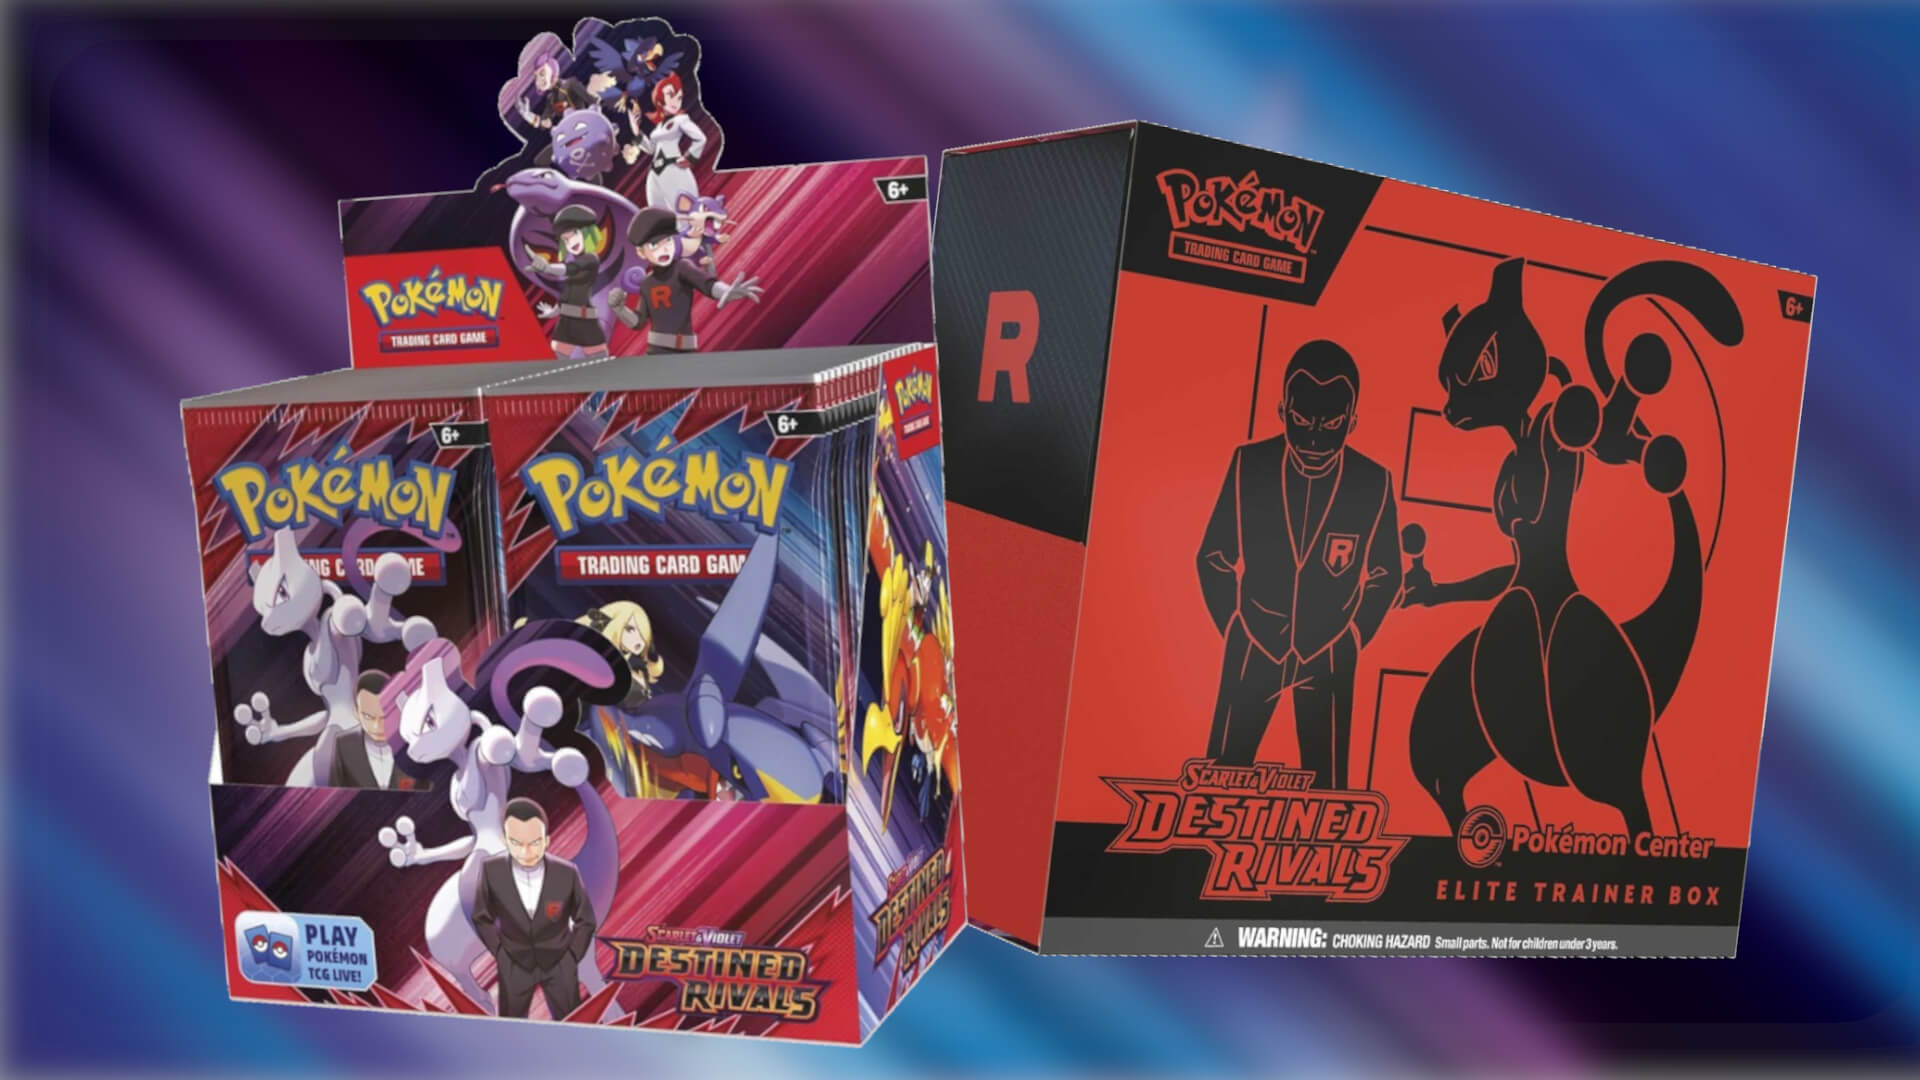 6+
POKéMON
TRADING CARD GAME
6+
POKéMON
6+
POKéMON
TRADING CARD GAM
POKéMON
R
R
SCARLET & VIOLET
DESTINED
RIVALS
PLAY
POKÉMON
TCG LIVE!
DESTINED
RIVALS
R
POKéMON
TRADING CARD GAME
6+
R
SCARLET & VIOLET
DESTINED
RIVALS
Pokémon Center
ELITE TRAINER BOX
WARNING: CHOKING HAZARD Small parts. Not for children under 3 years.